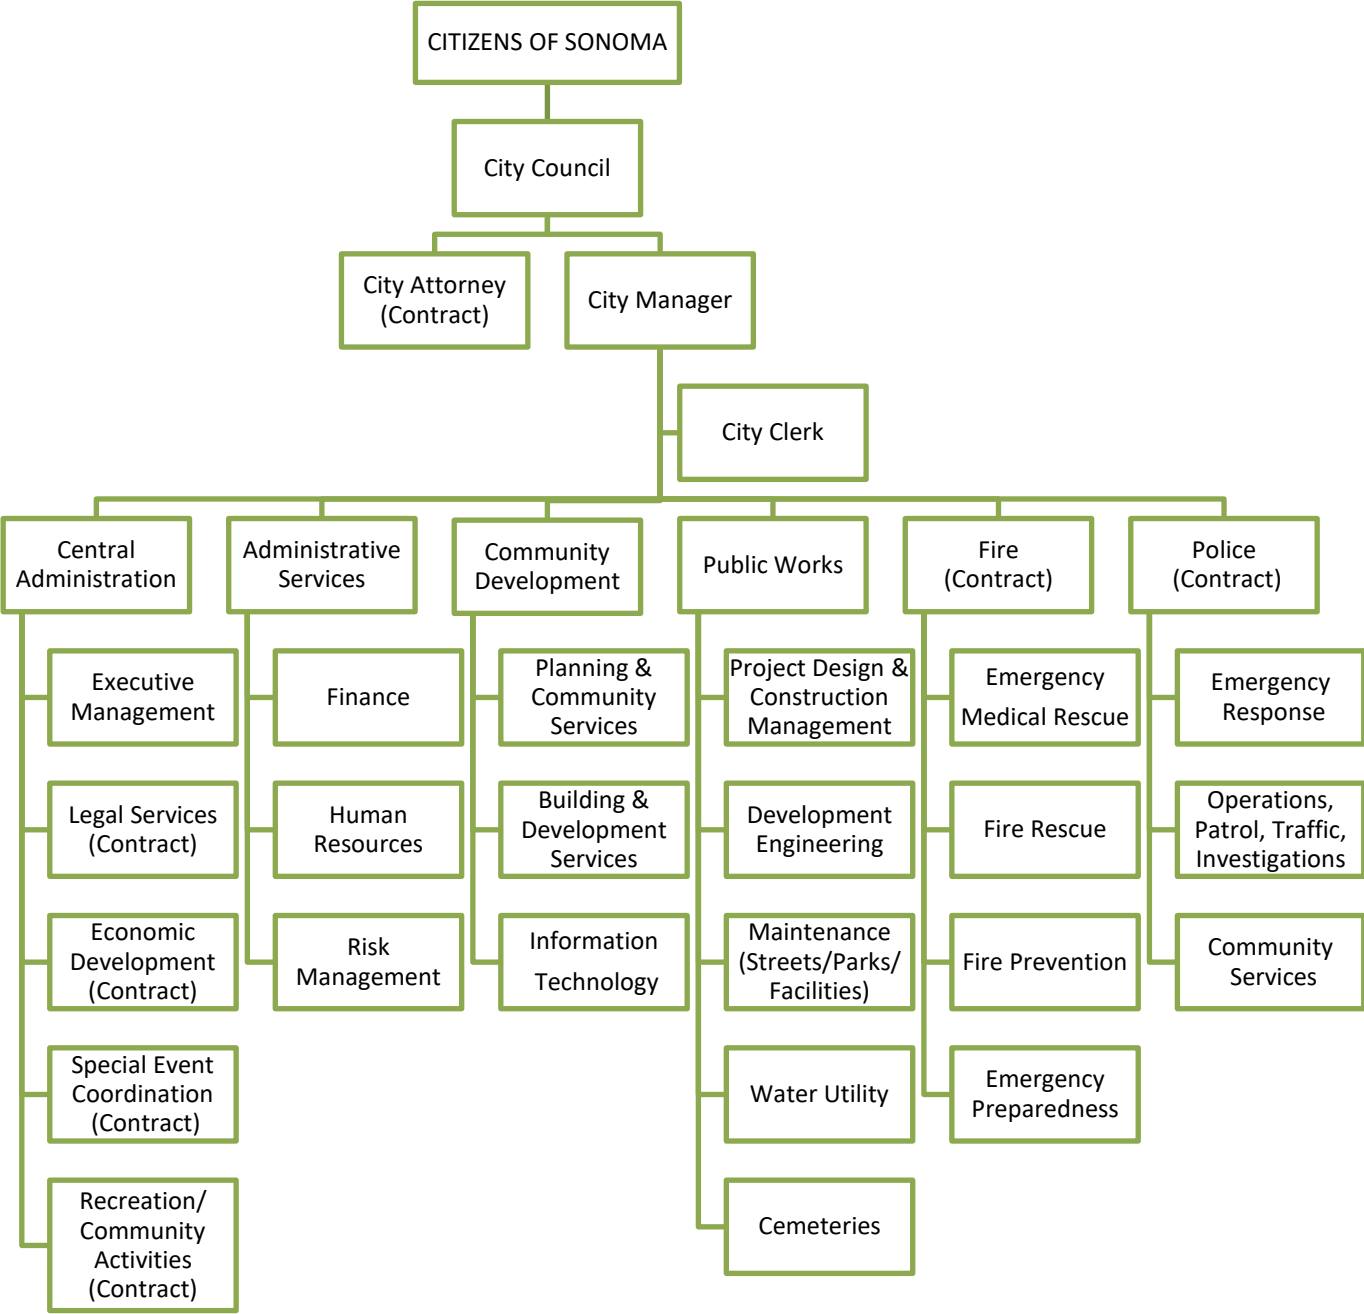 CITIZENS OF SONOMA
City Council
City Attorney
(Contract)
City Manager
City Clerk
Central
Administration
Executive
Management
Legal Services
(Contract)
Economic
Development
(Contract)
Special Event
Coordination
(Contract)
Recreation/
Community
Activities
(Contract)
Administrative
Services
Finance
Human
Resources
Risk
Management
Community
Development
Planning &
Community
Services
Building &
Development
Services
Information
Technology
Public Works
Project Design &
Construction
Management
Development
Engineering
Maintenance
(Streets/Parks/
Facilities)
Water Utility
Cemeteries
Fire
(Contract)
Emergency
Medical Rescue
Fire Rescue
Fire Prevention
Emergency
Preparedness
Police
(Contract)
Emergency
Response
Operations,
Patrol, Traffic,
Investigations
Community
Services